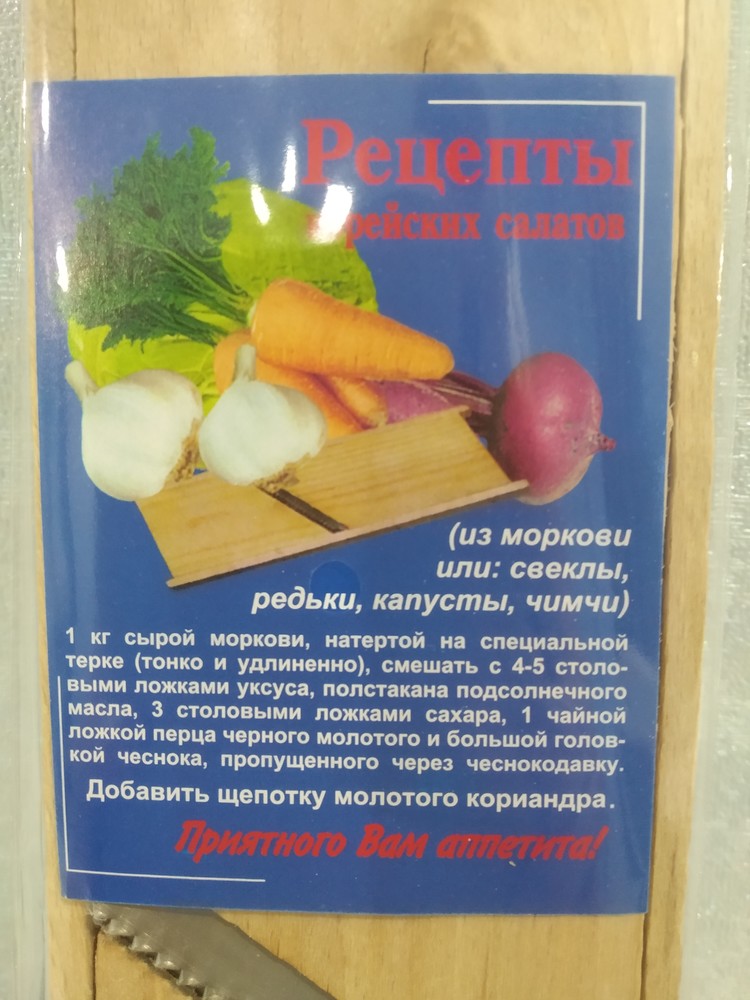 Рецепты
корейских салатов
(из моркови
или: свеклы,
редьки, капусты, чимчи)
1 кг сырой моркови, натертой на специальной
терке (тонко и удлиненно), смешать с 4-5 столо-
выми ложками уксуса, полстакана подсолнечного
масла, 3 столовыми ложками сахара, 1 чайной
ложкой перца черного молотого и большой голов-
кой чеснока, пропущенного через чеснокодавку.
Добавить щепотку молотого кориандра.
Приятного Вам аппетита!